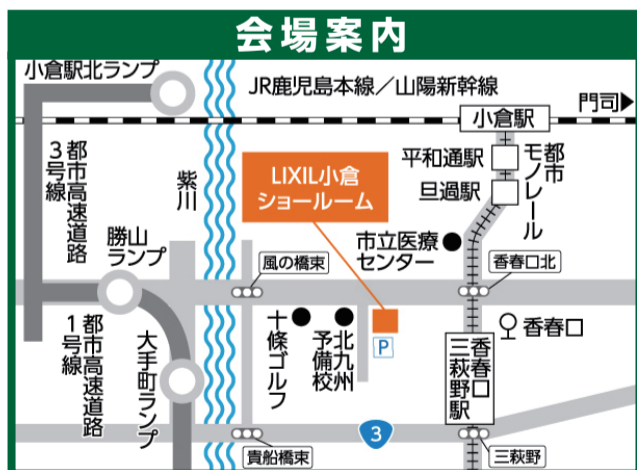 会場案内
小倉駅北ランプ
JR鹿児島本線／山陽新幹線
門司
小倉駅
都市高速道路
3号線
紫川
LIXIL小倉
ショールーム
平和通駅
旦過駅
都市
モノレール
市立医療
センター
勝山
ランプ
風の橋東
香春口北
都市高速道路
1号線
大手町ランプ
十條ゴルフ
北九州
予備校
P
香春口
香春口
三萩野駅
3
貴船橋東
三萩野